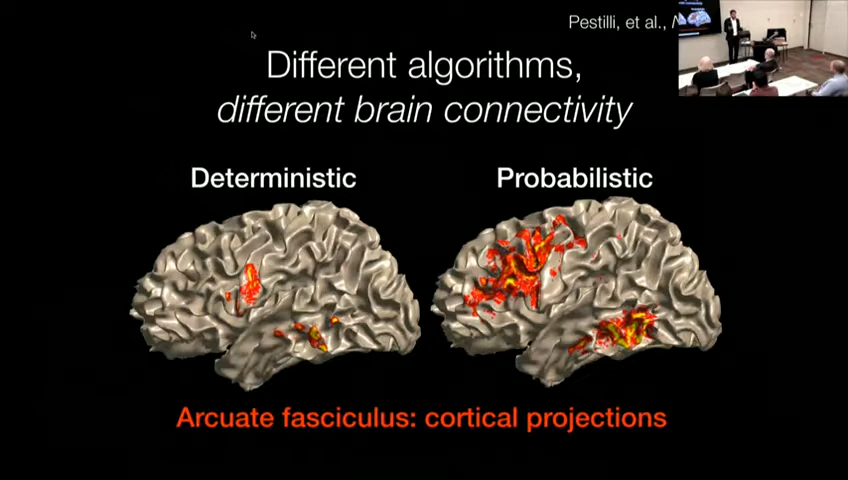 Pestilli, et al.,
Different algorithms,
different brain connectivity
Deterministic
Probabilistic
Arcuate fasciculus: cortical projections